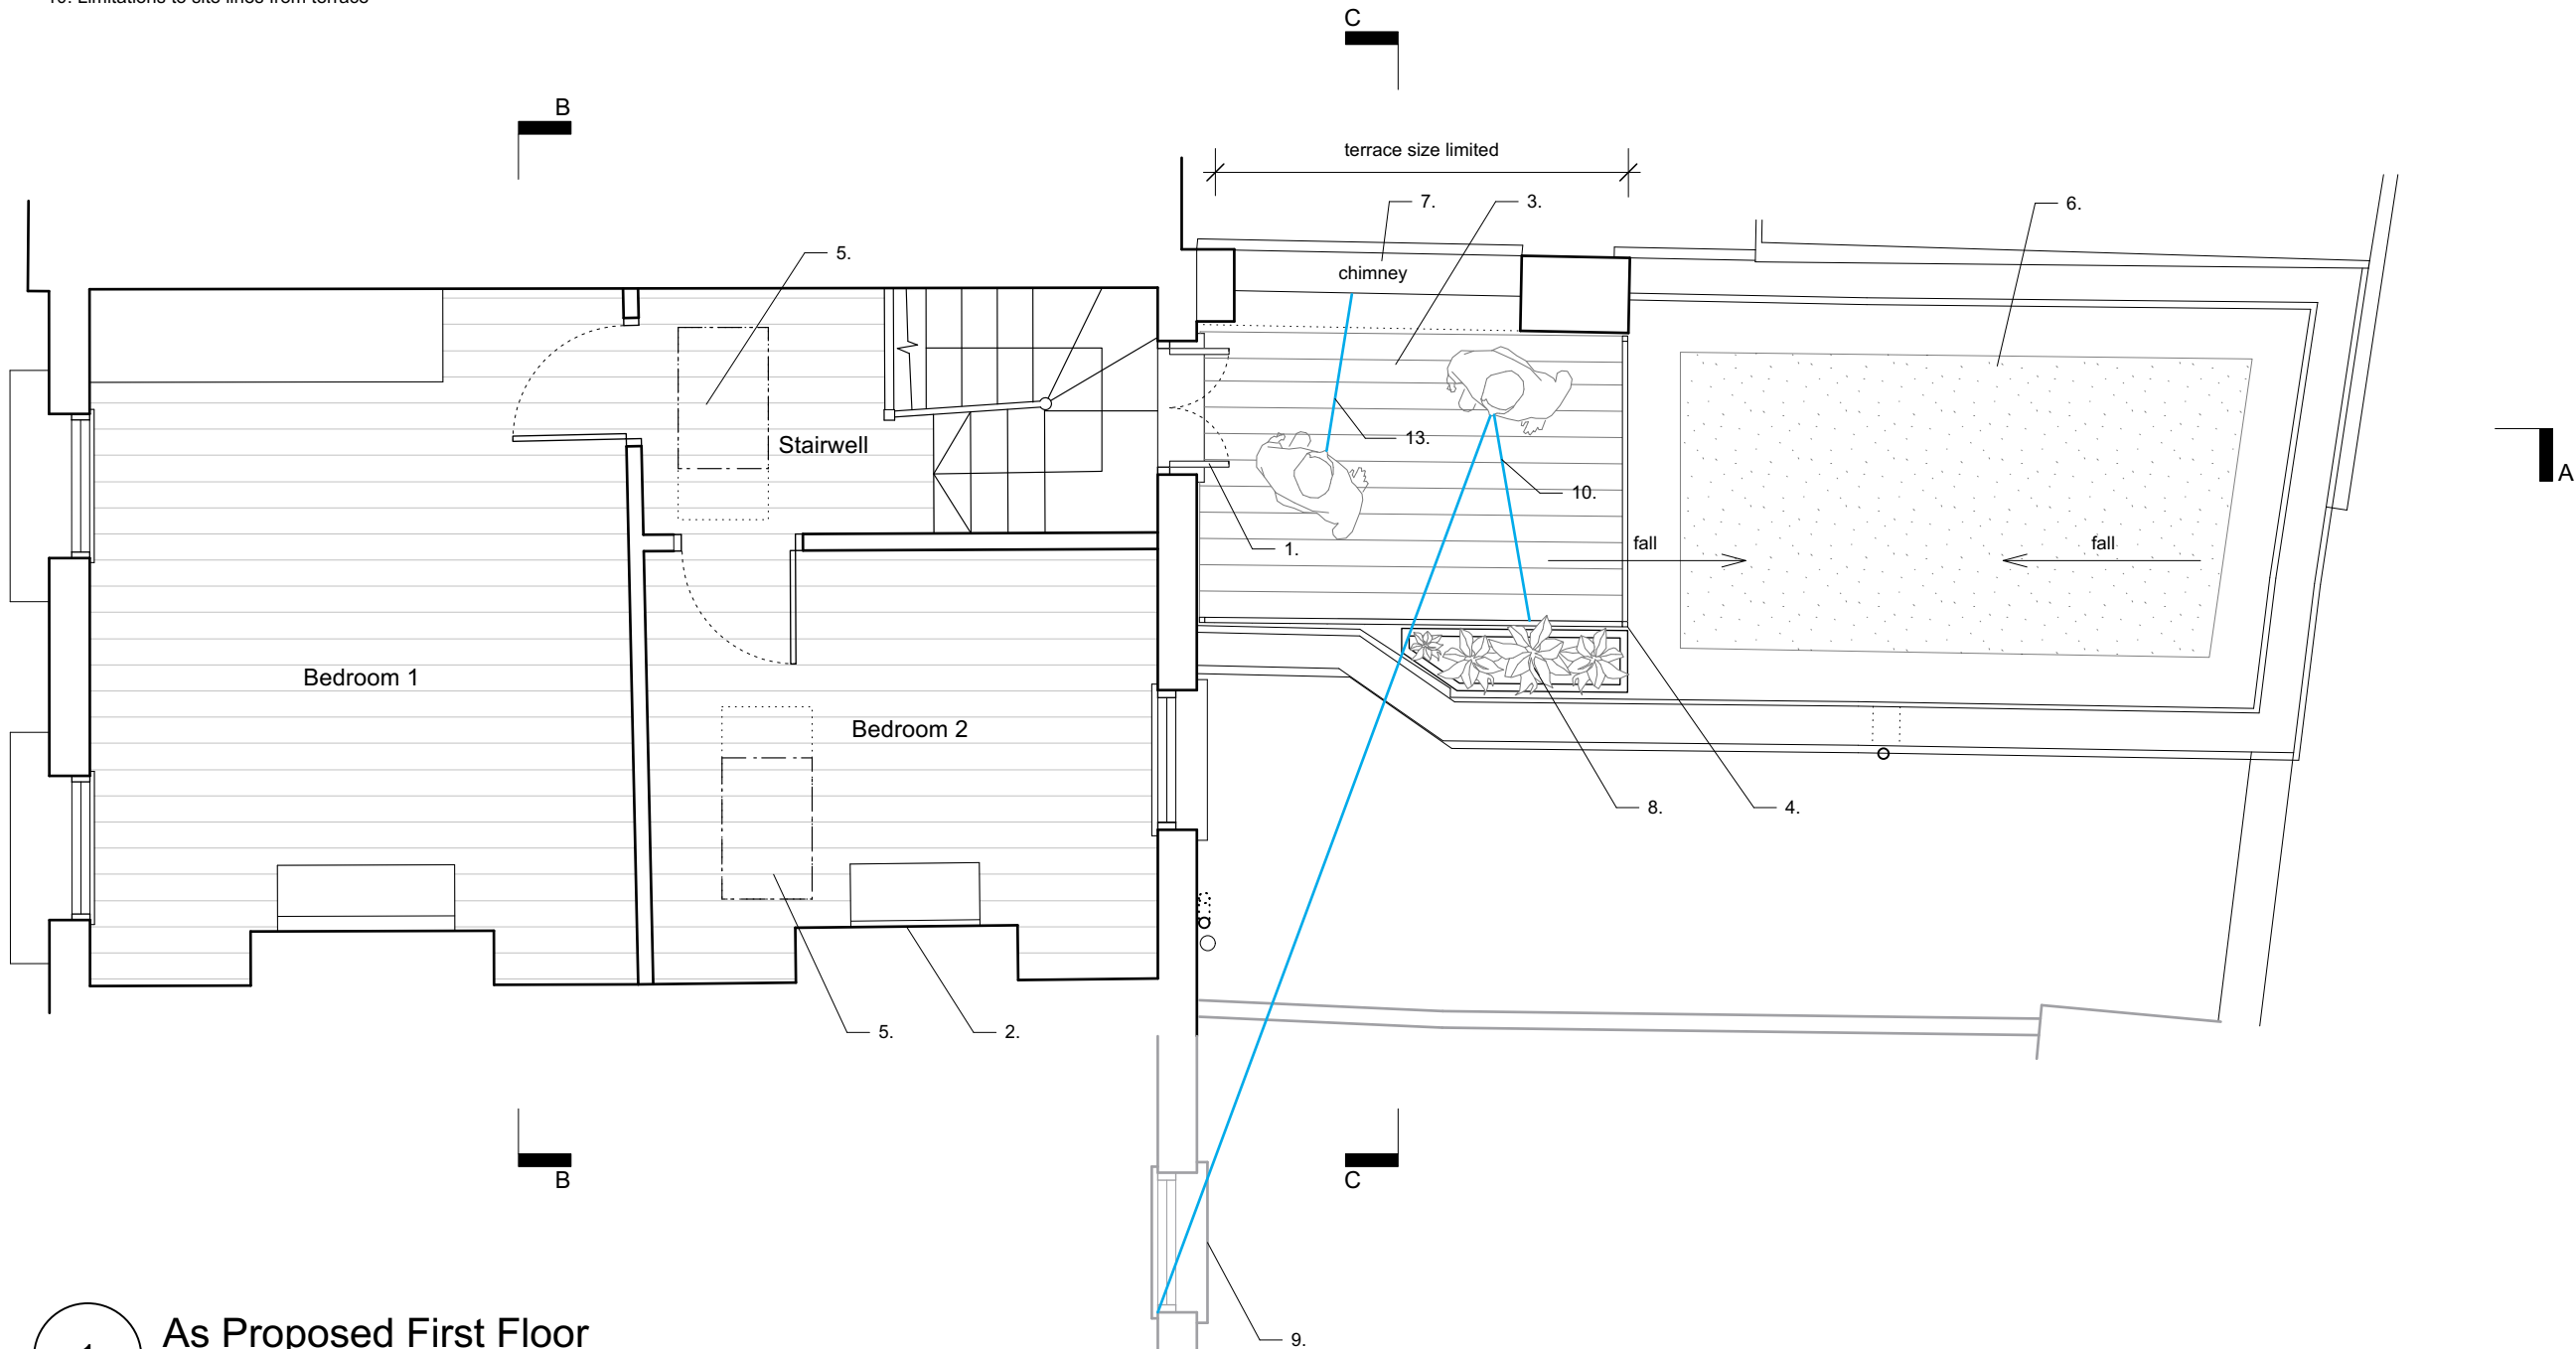 C
B
terrace size limited
7.
3.
6.
5.
chimney
Stairwell
13.
A
10.
1.
fall
fall
Bedroom 1
Bedroom 2
8.
4.
5.
2.
B
C
9.
As Proposed First Floor